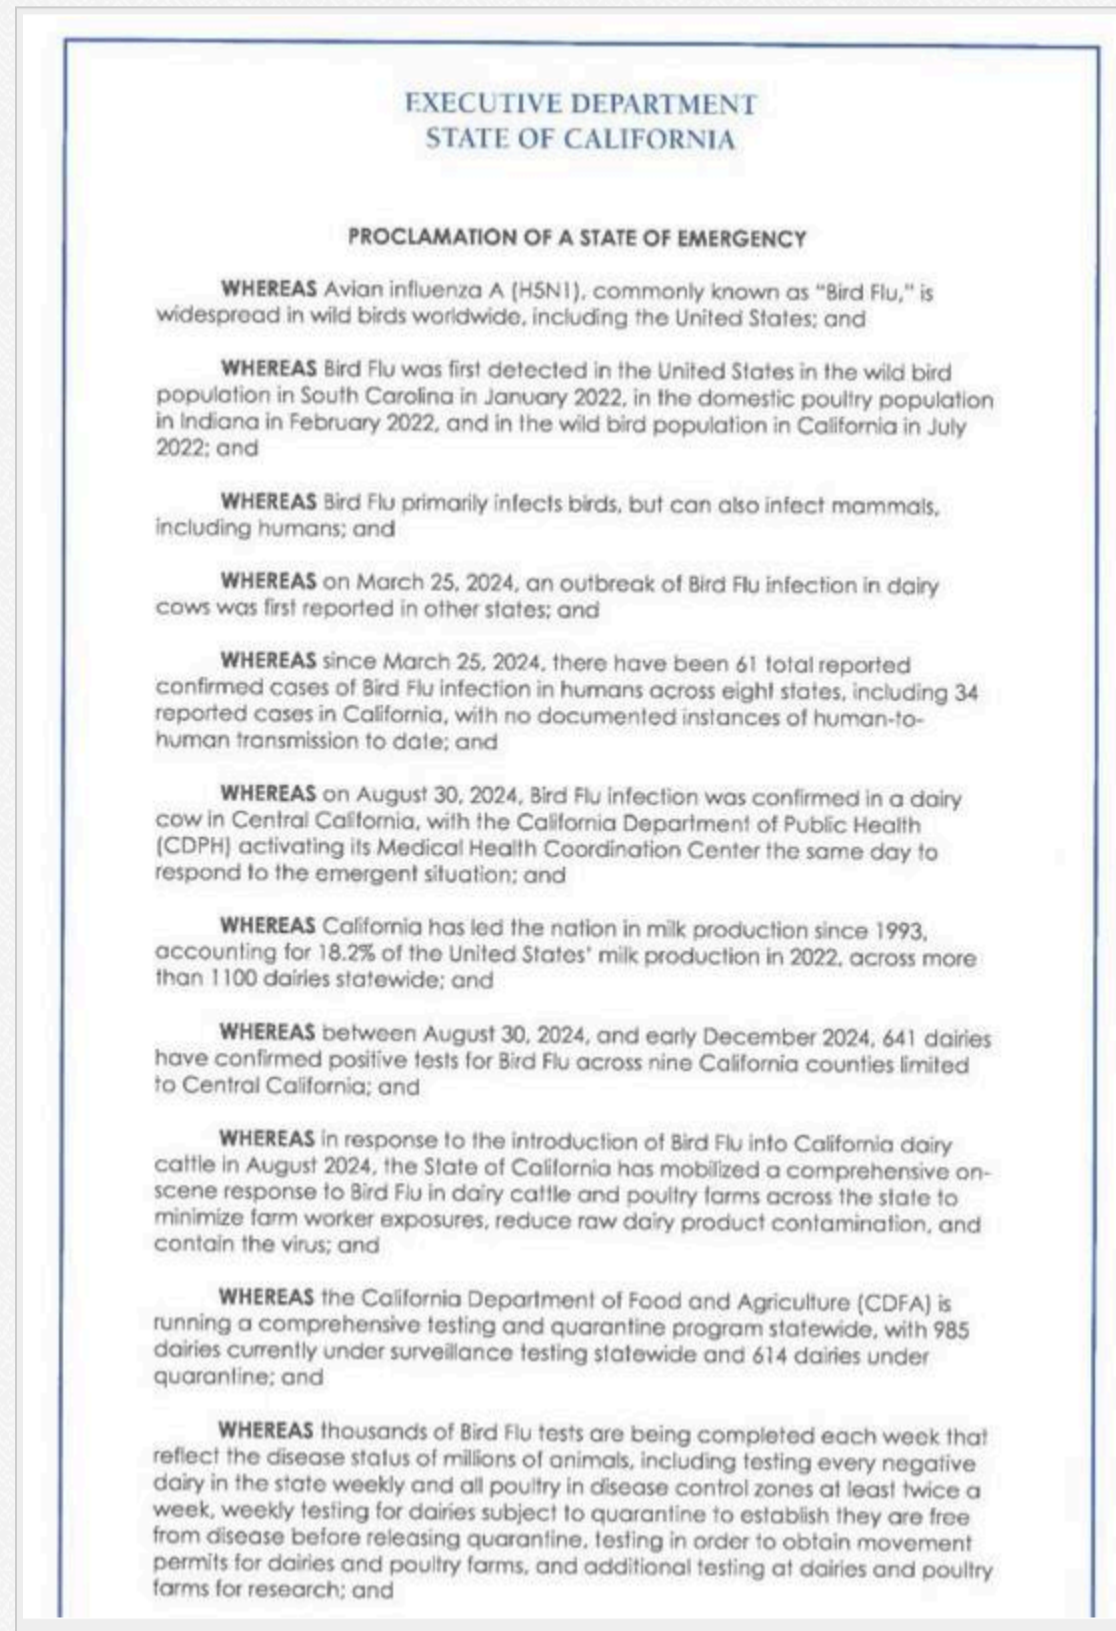 EXECUTIVE DEPARTMENT
STATE OF CALIFORNIA
PROCLAMATION OF A STATE OF EMERGENCY
WHEREAS Avian influenza A (H5N1), commonly known as “Bird Flu,” is
widespread in wild birds worldwide, including the United States; and
WHEREAS Bird Flu was first detected in the United States in the wild bird
population in South Carolina in January 2022, in the domestic poultry population
in Indiana in February 2022, and in the wild bird population in California in July
2022; and
WHEREAS Bird Flu primarily infects birds, but can also infect mammals,
including humans; and
WHEREAS on March 25, 2024, an outbreak of Bird Flu infection in dairy
cows was first reported in other states; and
WHEREAS since March 25, 2024, there have been 61 total reported
confirmed cases of Bird Flu infection in humans across eight states, including 34
reported cases in California, with no documented instances of human-to-
human transmission to date; and
WHEREAS on August 30, 2024, Bird Flu infection was confirmed in a dairy
cow in Central California, with the California Department of Public Health
(CDPH) activating its Medical Health Coordination Center the same day to
respond to the emergent situation; and
WHEREAS California has led the nation in milk production since 1993,
accounting for 18.2% of the United States’ milk production in 2022, across more
than 1100 dairies statewide; and
WHEREAS between August 30, 2024, and early December 2024, 641 dairies
have confirmed positive tests for Bird Flu across nine California counties limited
to Central California; and
WHEREAS in response to the introduction of Bird Flu into California dairy
cattle in August 2024, the State of California has mobilized a comprehensive on-
scene response to Bird Flu in dairy cattle and poultry farms across the state to
minimize farm worker exposures, reduce raw dairy product contamination, and
contain the virus; and
WHEREAS the California Department of Food and Agriculture (CDFA) is
running a comprehensive testing and quarantine program statewide, with 985
dairies currently under surveillance testing statewide and 614 dairies under
quarantine; and
WHEREAS thousands of Bird Flu tests are being completed each week that
reflect the disease status of millions of animals, including testing every negative
dairy in the state weekly and all poultry in disease control zones at least twice a
week, weekly testing for dairies subject to quarantine to establish they are free
from disease before releasing quarantine, testing in order to obtain movement
permits for dairies and poultry farms, and additional testing at dairies and poultry
farms for research; and